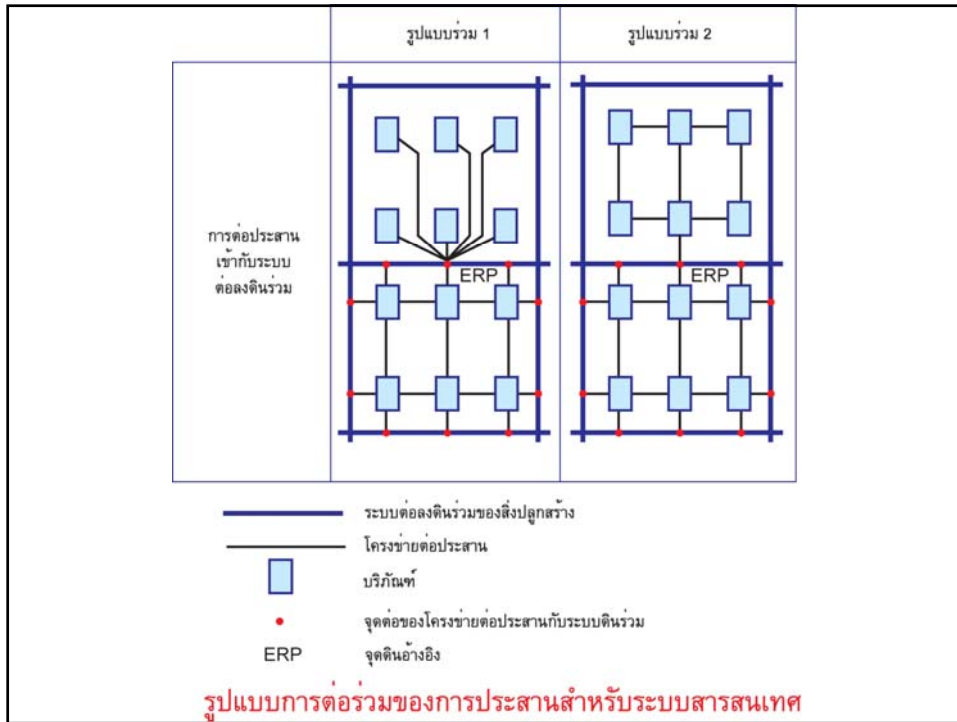 รูปแบบร่วม 1
รูปแบบร่วม 2
การต่อประสาน
เข้ากับระบบ
ต่อลงดินร่วม
ERP
ERP
ระบบต่อลงดินร่วมของสิ่งปลูกสร้าง
โครงข่ายต่อประสาน
บริภัณฑ์
จุดต่อของโครงข่ายต่อประสานกับระบบดินร่วม
ERP
จุดดินอ้างอิง
รูปแบบการต่อร่วมของการประสานสำหรับระบบสารสนเทศ